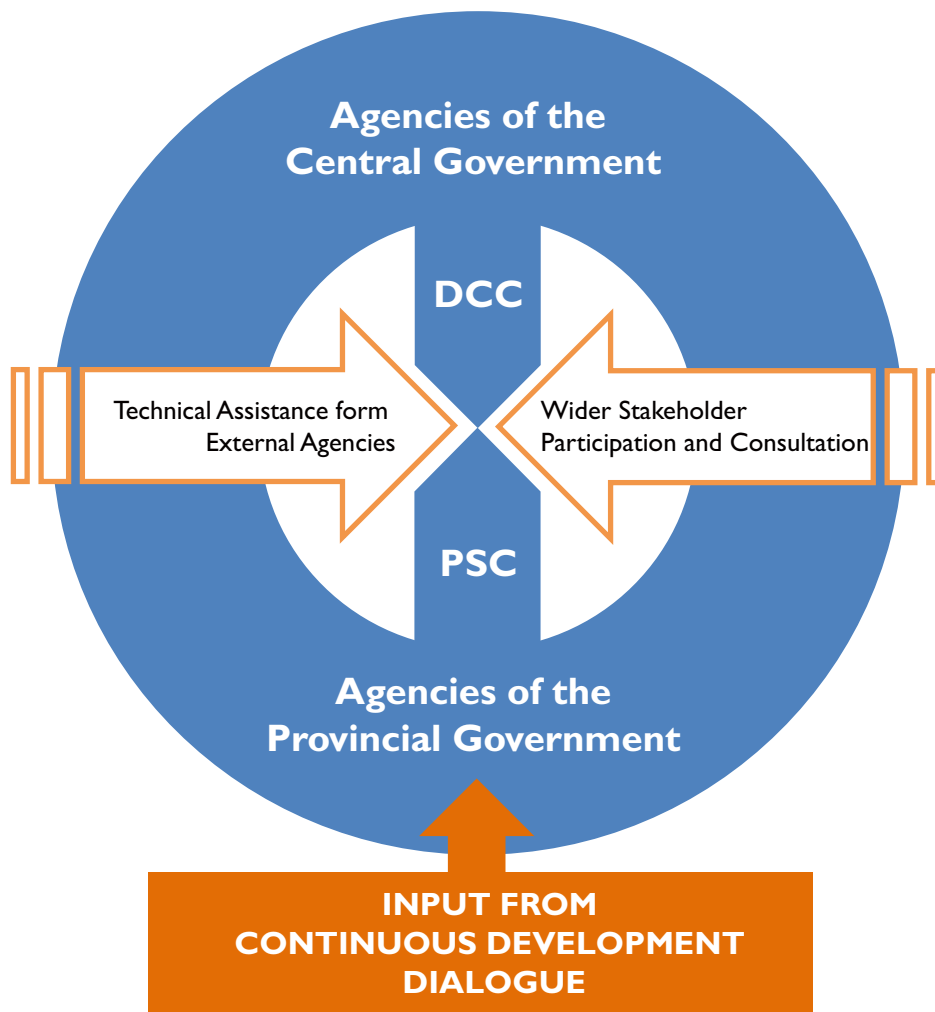 Agencies of the
Central Government
DCC
Technical Assistance form
External Agencies
Wider Stakeholder
Participation and Consultation
PSC
Agencies of the
Provincial Government
INPUT FROM
CONTINUOUS DEVELOPMENT
DIALOGUE